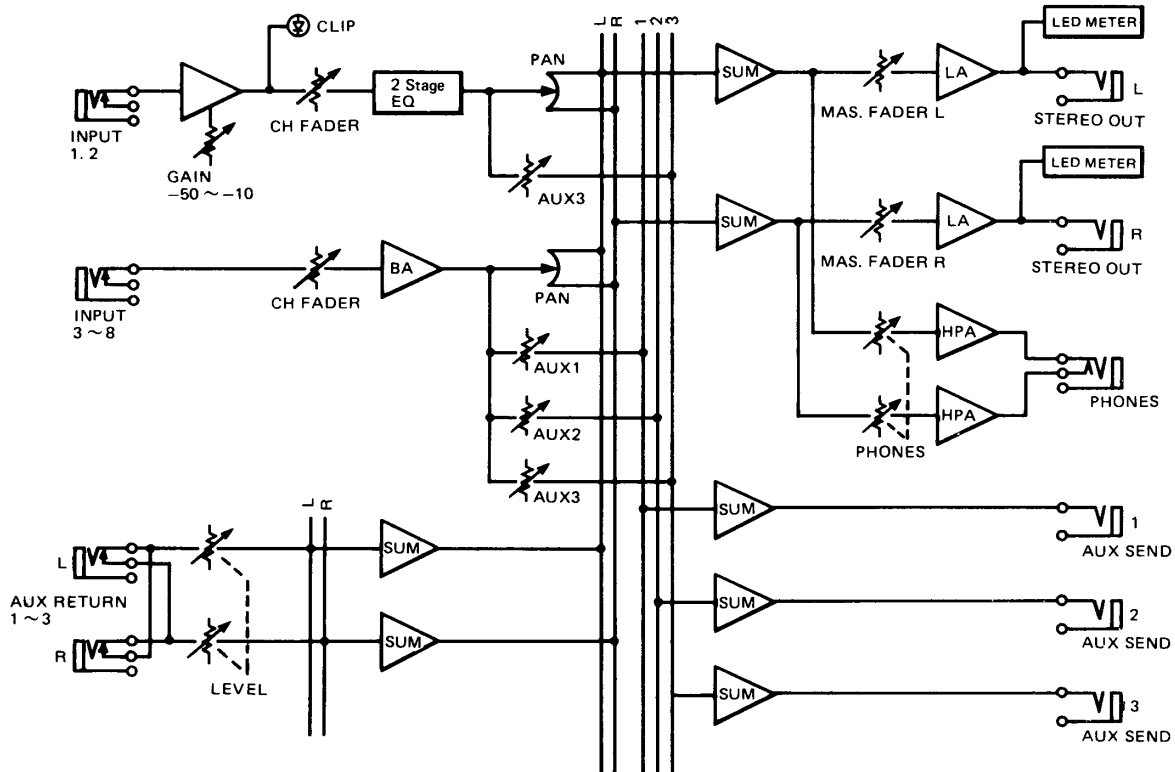 CLIP
INPUT
1. 2
GAIN
−50 ~ −10
CH FADER
2 Stage
EQ
PAN
AUX3
L
R
1
2
3
SUM
MAS. FADER L
LA
LED METER
L
STEREO OUT
SUM
MAS. FADER R
LA
LED METER
R
STEREO OUT
INPUT
3 ~ 8
CH FADER
BA
PAN
AUX1
AUX2
AUX3
HPA
HPA
PHONES
PHONES
L
AUX RETURN
1 ~ 3
R
LEVEL
L
R
SUM
SUM
SUM
1
AUX SEND
SUM
2
AUX SEND
SUM
3
AUX SEND